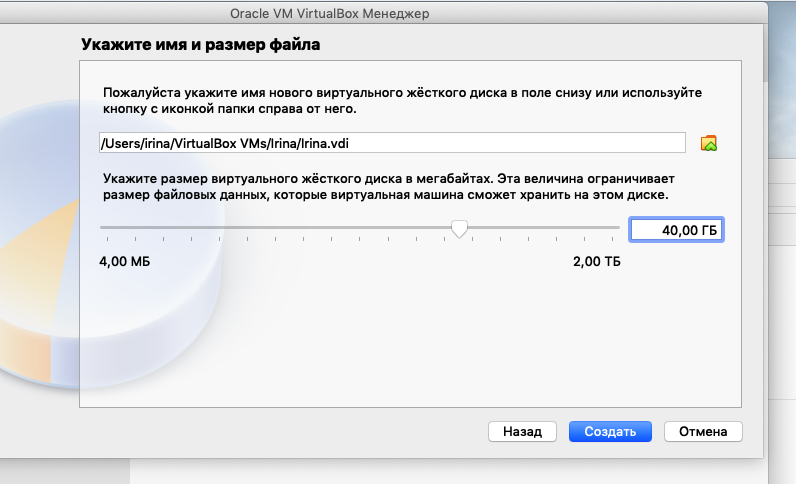 Oracle VM VirtualBox Менеджер
Укажите имя и размер файла
Пожалуйста укажите имя нового виртуального жёсткого диска в поле снизу или используйте
кнопку с иконкой папки справа от него.
/Users/irina/VirtualBox VMs/Irina/Irina.vdi
Укажите размер виртуального жёсткого диска в мегабайтах. Эта величина ограничивает
размер файловых данных, которые виртуальная машина сможет хранить на этом диске.
40,00 ГБ
4,00 МБ
2,00 ТБ
Назад
Создать
Отмена